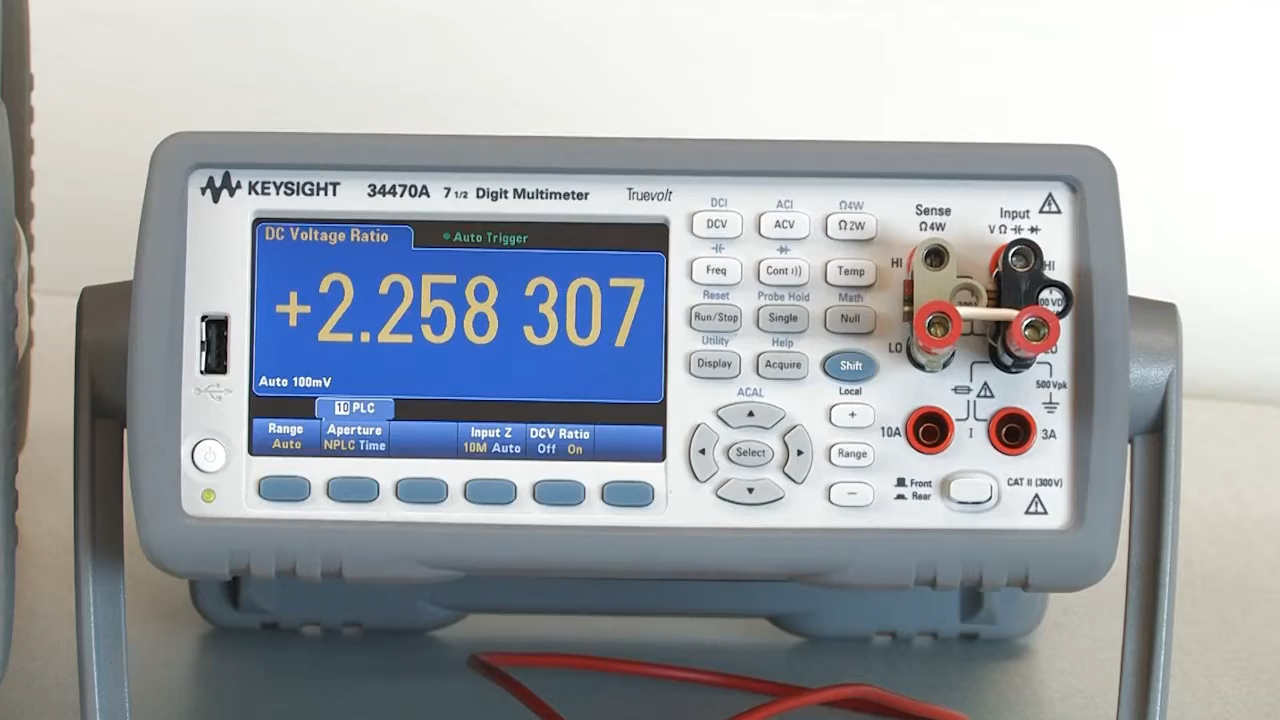 KEYSIGHT 34470A 7 1/2 Digit Multimeter Truevolt
DC Voltage Ratio Auto Trigger
+2.258 307
Auto 100mV
10 PLC
Range Aperture Input Z DCV Ratio
Auto NPLC Time 10M Auto Off On
DCI ACI Ω4W
DCV ACV Ω2W
Freq Cont Temp
Reset Probe Hold Math
Run/Stop Single Null
Utility Help
Display Acquire Shift
ACAL Local
+
Select Range
−
Sense Input
Ω4W V Ω
HI HI
LO
500Vpk
10A I 3A
Front
Rear
CAT II (300V)